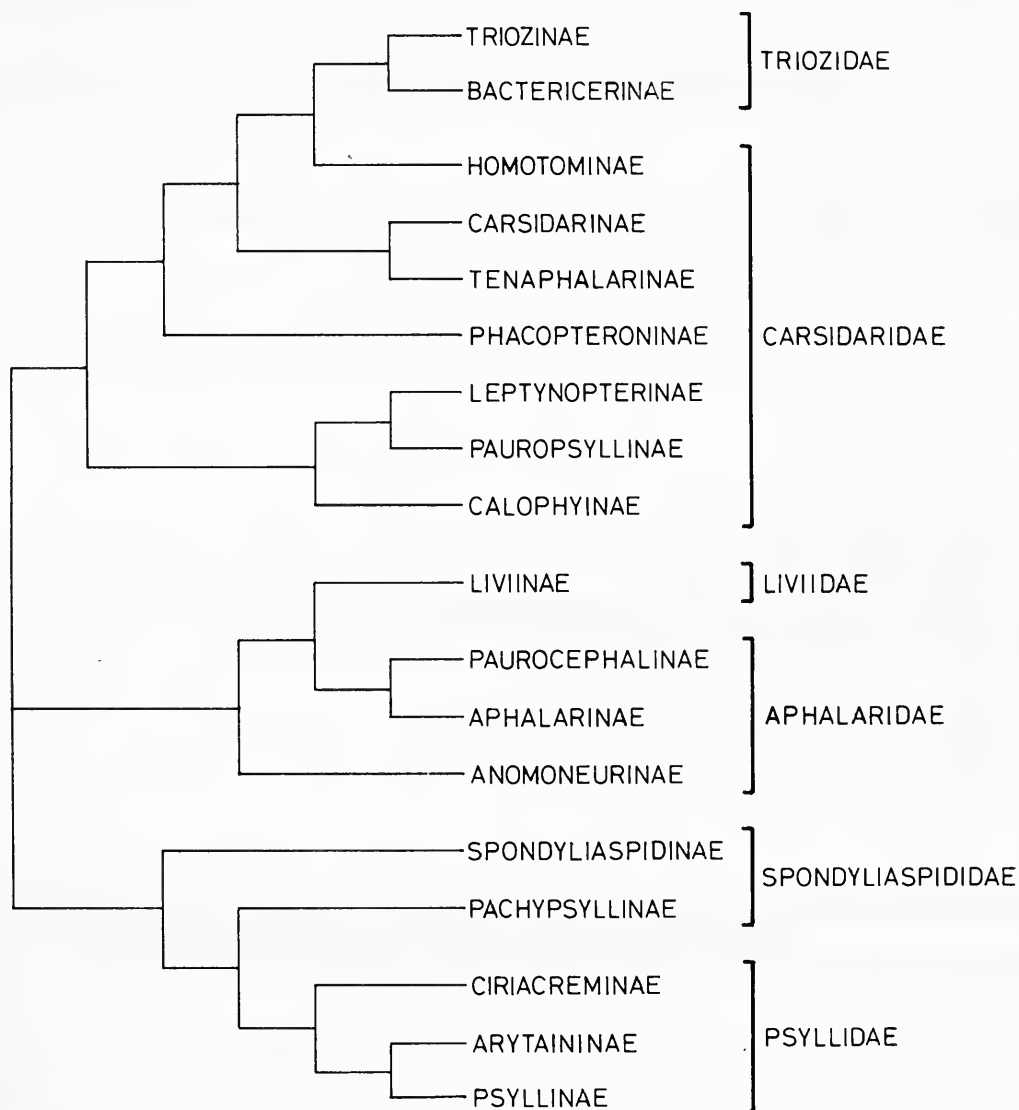 TRIOZINAE
BACTERICERINAE
TRIOZIDAE
HOMOTOMINAE
CARSIDARINAE
TENAPHALARINAE
PHACOPTERONINAE
LEPTYNOPTERINAE
PAUROPSYLLINAE
CALOPHYINAE
CARSIDARIDAE
LIVIINAE
LIVIIDAE
PAUROCEPHALINAE
APHALARINAE
ANOMONEURINAE
APHALARIDAE
SPONDYLIASPIDINAE
PACHYPSYLLINAE
SPONDYLIASPIDIDAE
CIRIACREMINAE
ARYTAININAE
PSYLLINAE
PSYLLIDAE